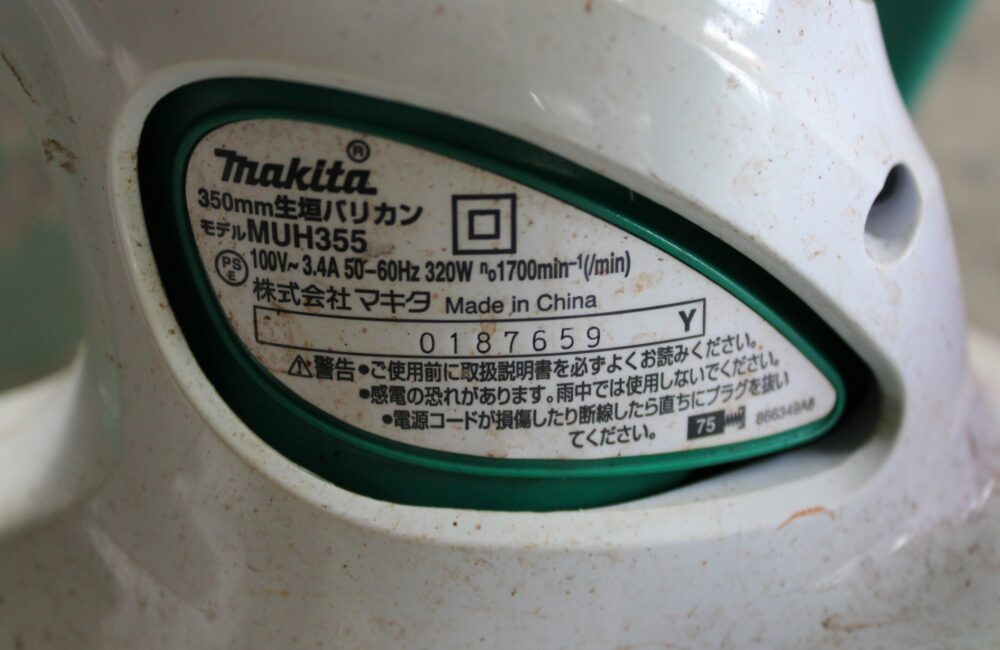 makita®
350mm生垣バリカン
モデルMUH355
PSE 100V~ 3.4A 50-60Hz 320W n₀1700min⁻¹(/min)
株式会社 マキタ Made in China
0187659 Y
⚠警告 •ご使用前に取扱説明書を必ずよくお読みください。
•感電の恐れがあります。雨中では使用しないでください。
•電源コードが損傷したり断線したら直ちにプラグを抜い
てください。
75